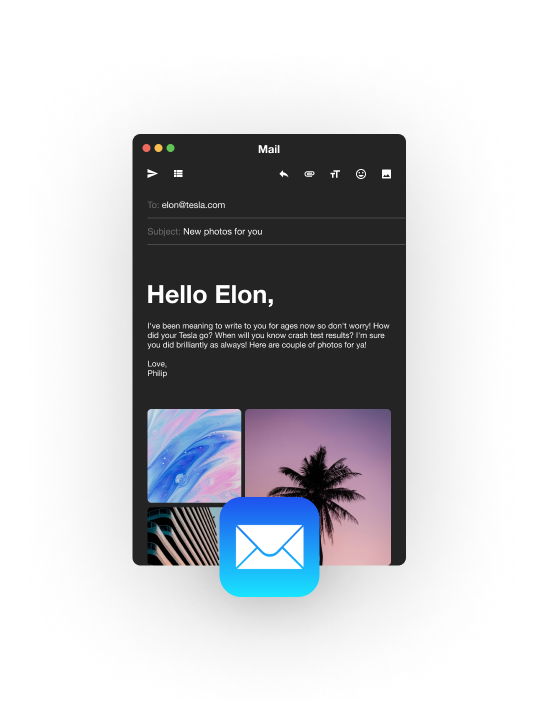 Mail
To: elon@tesla.com
Subject: New photos for you
Hello Elon,
I've been meaning to write to you for ages now so don't worry! How
did your Tesla go? When will you know crash test results? I'm sure
you did brilliantly as always! Here are couple of photos for ya!
Love,
Philip